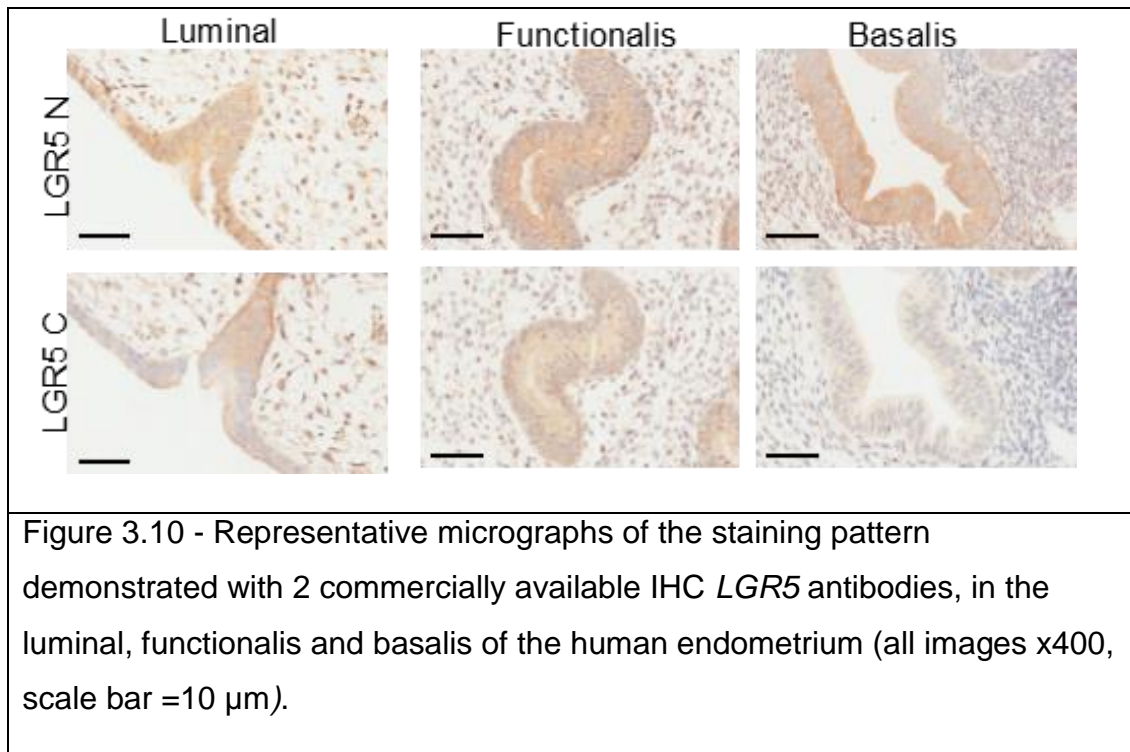 Luminal Functionalis Basalis
LGR5 N
LGR5 C
Figure 3.10 - Representative micrographs of the staining pattern
demonstrated with 2 commercially available IHC LGR5 antibodies, in the
luminal, functionalis and basalis of the human endometrium (all images x400,
scale bar =10 µm).